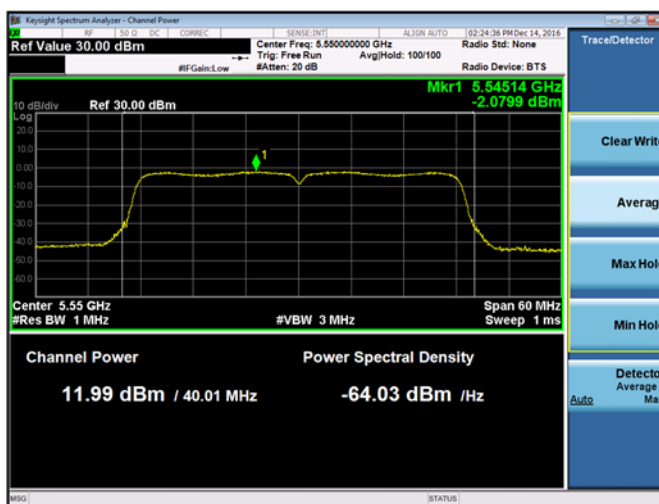 Keysight Spectrum Analyzer - Channel Power
RF 50 Ω DC CORREC SENSE:INT ALIGN AUTO 02:24:36 PM Dec 14, 2016
Ref Value 30.00 dBm
Center Freq: 5.550000000 GHz
Radio Std: None
Trig: Free Run Avg|Hold: 100/100
#IFGain:Low
#Atten: 20 dB
Radio Device: BTS
Trace/Detector
Mkr1 5.54514 GHz
-2.0799 dBm
10 dB/div Ref 30.00 dBm
Log
20.0
10.0
0.00
-10.0
-20.0
-30.0
-40.0
-50.0
-60.0
1
Center 5.55 GHz
Span 60 MHz
#Res BW 1 MHz
#VBW 3 MHz
Sweep 1 ms
Channel Power
Power Spectral Density
11.99 dBm / 40.01 MHz
-64.03 dBm /Hz
Clear Writ
Averag
Max Hol
Min Hol
Detecto
Average
Auto Ma
MSG
STATUS